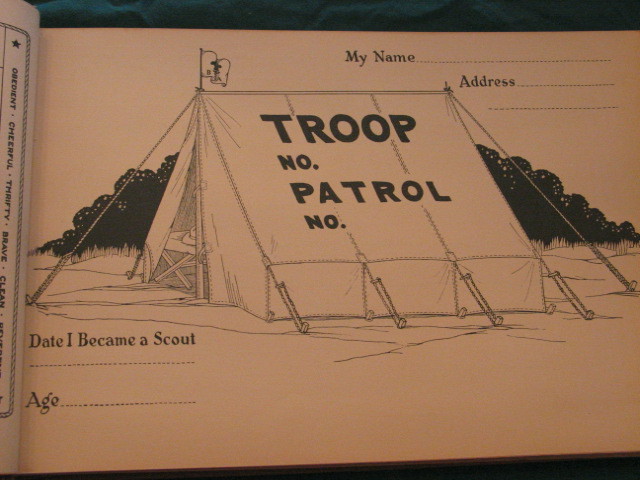 My Name
Address
TROOP
NO.
PATROL
NO.
Date I Became a Scout
Age
OBEDIENT · CHEERFUL · THRIFTY · BRAVE · CLEAN ·